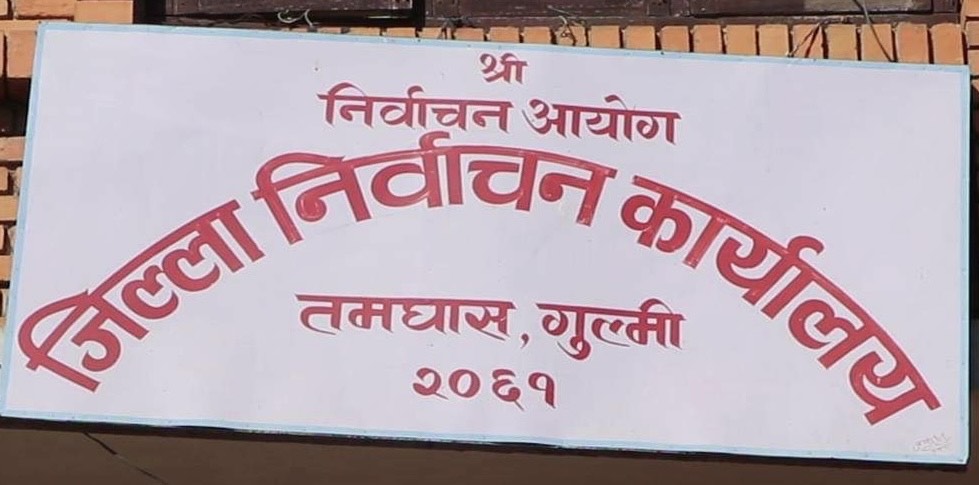 श्री
निर्वाचन आयोग
जिल्ला निर्वाचन कार्यालय
तमघास, गुल्मी
२०६१